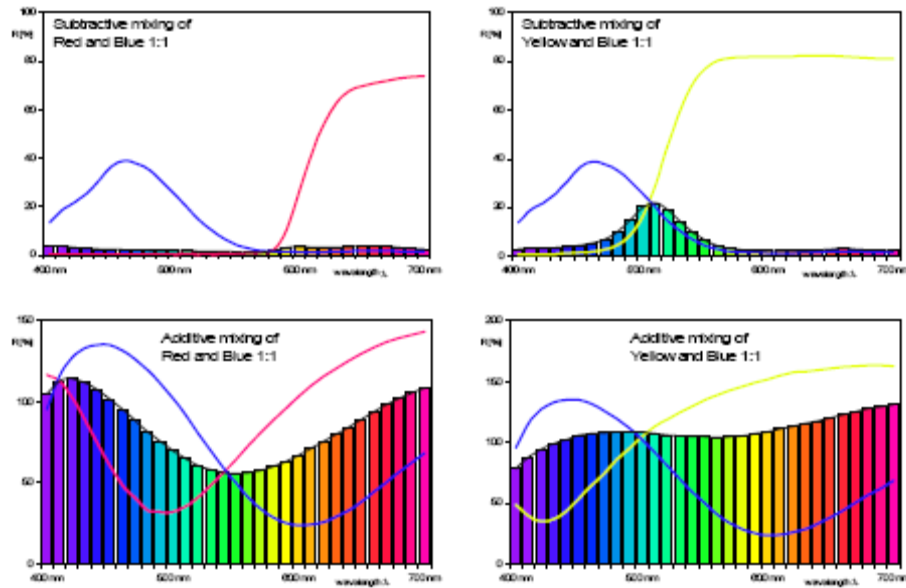 100
Subtractive mixing of
R(%)
Red and Blue 1:1
80
60
40
20
0
400 nm
500 nm
600 nm
wavelength λ
700 nm
100
Subtractive mixing of
R(%)
Yellow and Blue 1:1
80
60
40
20
0
400 nm
500 nm
600 nm
wavelength λ
700 nm
150
Additive mixing of
R(%)
Red and Blue 1:1
100
50
0
400 nm
500 nm
600 nm
wavelength λ
700 nm
200
Additive mixing of
R(%)
Yellow and Blue 1:1
150
100
50
0
400 nm
500 nm
600 nm
wavelength λ
700 nm